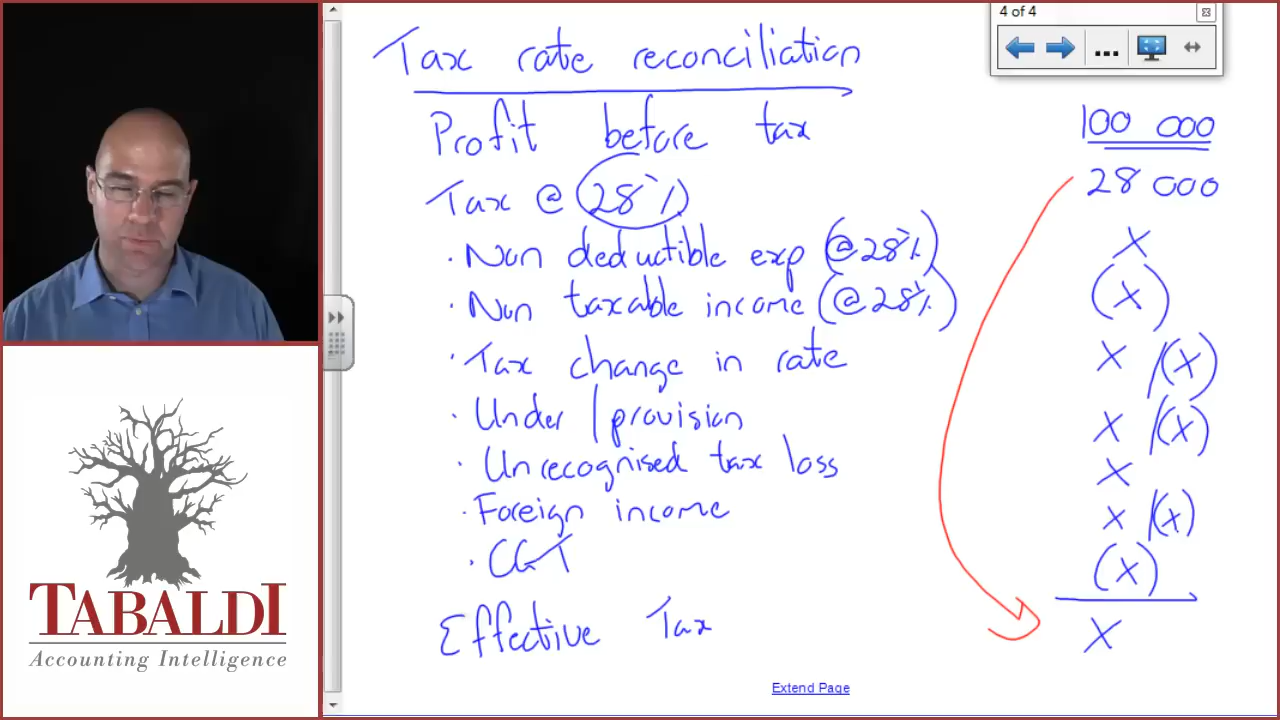 4 of 4
Tax rate reconciliation
Profit before tax 100 000
Tax @ 28% 28 000
· Non deductible exp (@28%) X
· Non taxable income (@28%) (X)
· Tax change in rate X /(X)
· Under / provision X /(X)
· Unrecognised tax loss X
· Foreign income X /(X)
· CGT (X)
Effective Tax X
Extend Page
TABALDI
Accounting Intelligence